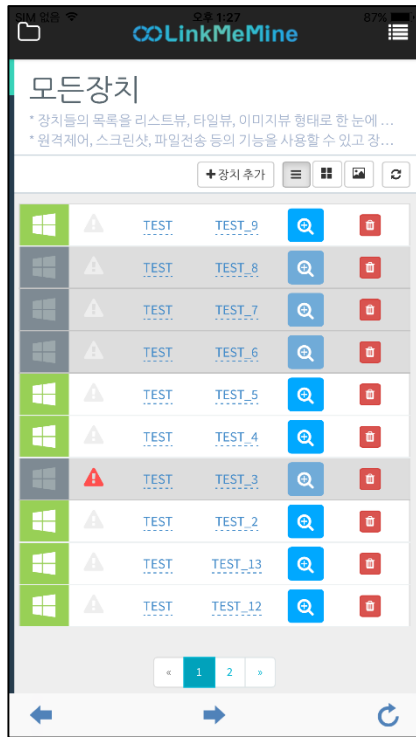 SIM 없음 오후 1:27 87%
LinkMeMine
모든장치
* 장치들의 목록을 리스트뷰, 타일뷰, 이미지뷰 형태로 한 눈에 ...
* 원격제어, 스크린샷, 파일전송 등의 기능을 사용할 수 있고 장...
+ 장치 추가
TEST TEST_9
TEST TEST_8
TEST TEST_7
TEST TEST_6
TEST TEST_5
TEST TEST_4
TEST TEST_3
TEST TEST_2
TEST TEST_13
TEST TEST_12
« 1 2 »